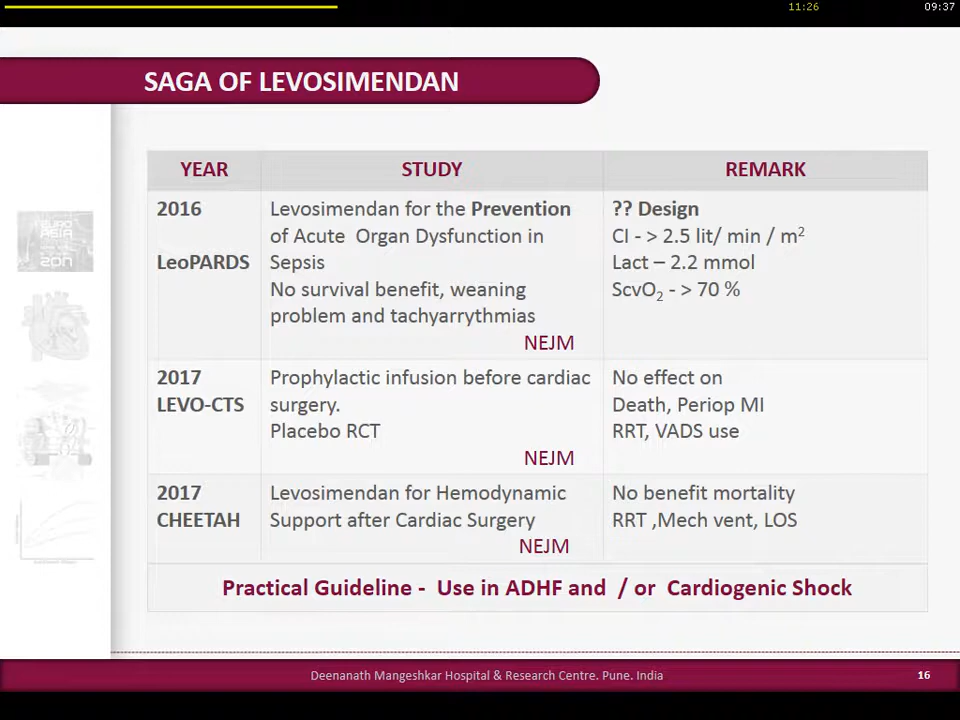 11:26
09:37
SAGA OF LEVOSIMENDAN
YEAR STUDY REMARK
2016
LeoPARDS
Levosimendan for the Prevention
of Acute Organ Dysfunction in
Sepsis
No survival benefit, weaning
problem and tachyarrythmias
NEJM
?? Design
CI - > 2.5 lit/ min / m²
Lact – 2.2 mmol
ScvO₂ - > 70 %
2017
LEVO-CTS
Prophylactic infusion before cardiac
surgery.
Placebo RCT
NEJM
No effect on
Death, Periop MI
RRT, VADS use
2017
CHEETAH
Levosimendan for Hemodynamic
Support after Cardiac Surgery
NEJM
No benefit mortality
RRT ,Mech vent, LOS
Practical Guideline - Use in ADHF and / or Cardiogenic Shock
Deenanath Mangeshkar Hospital & Research Centre. Pune. India
16